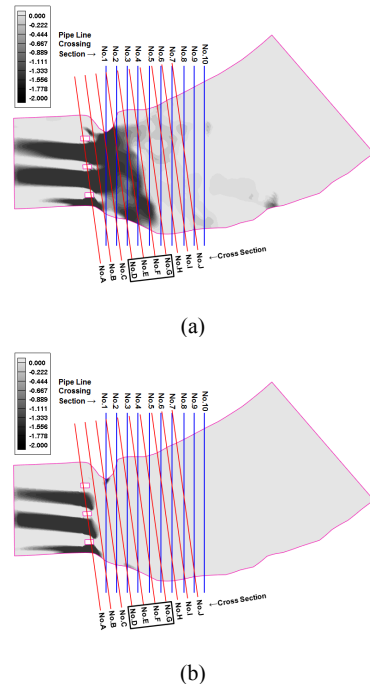 0.000
-0.222
-0.444
-0.667
-0.889
-1.111
-1.333
-1.556
-1.778
-2.000
Pipe Line
Crossing
Section →
No.1
No.2
No.3
No.4
No.5
No.6
No.7
No.8
No.9
No.10
No.A
No.B
No.C
No.D
No.E
No.F
No.G
No.H
No.I
No.J
←Cross Section
(a)
0.000
-0.222
-0.444
-0.667
-0.889
-1.111
-1.333
-1.556
-1.778
-2.000
Pipe Line
Crossing
Section →
No.1
No.2
No.3
No.4
No.5
No.6
No.7
No.8
No.9
No.10
No.A
No.B
No.C
No.D
No.E
No.F
No.G
No.H
No.I
No.J
←Cross Section
(b)